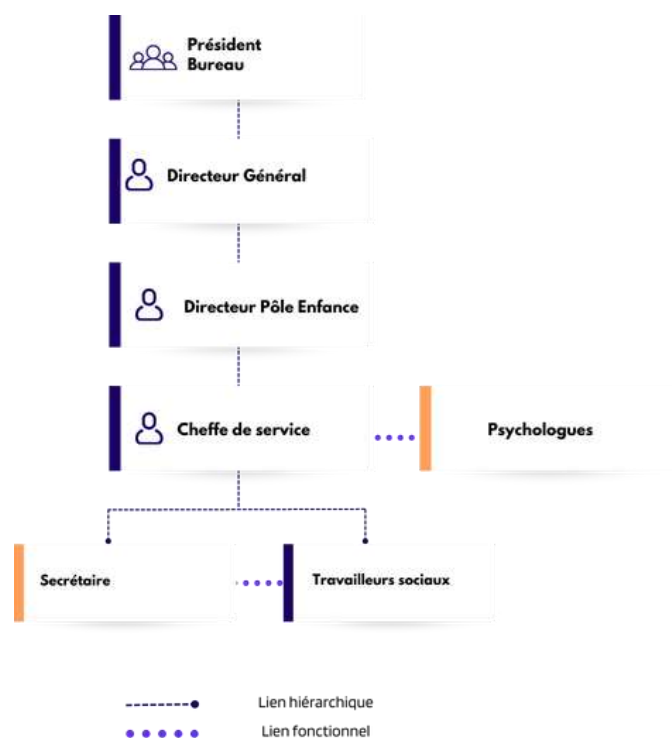 Président
Bureau
Directeur Général
Directeur Pôle Enfance
Cheffe de service
Psychologues
Secrétaire
Travailleurs sociaux
Lien hiérarchique
Lien fonctionnel